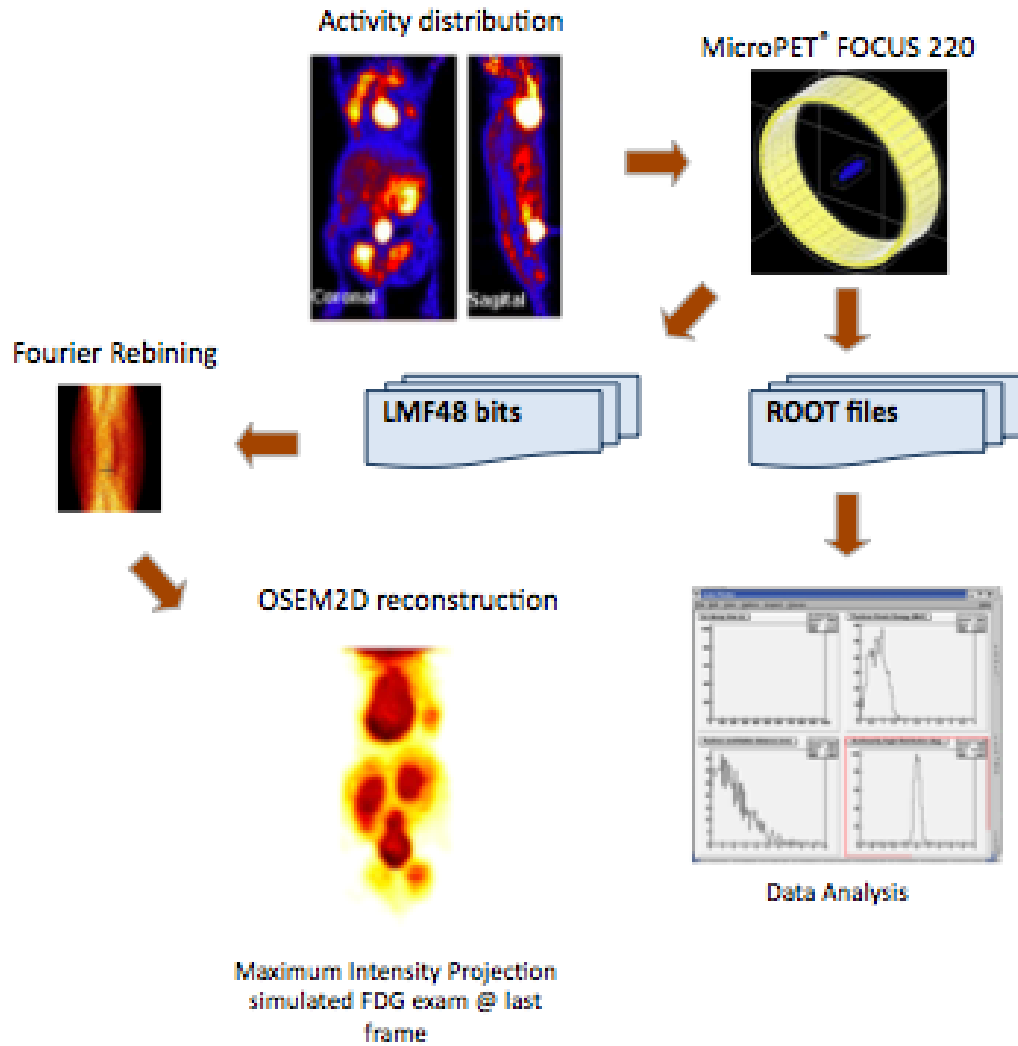 Activity distribution
MicroPET® FOCUS 220
Coronal
Sagital
Fourier Rebining
LMF48 bits
ROOT files
OSEM2D reconstruction
Data Analysis
Maximum Intensity Projection
simulated FDG exam @ last
frame